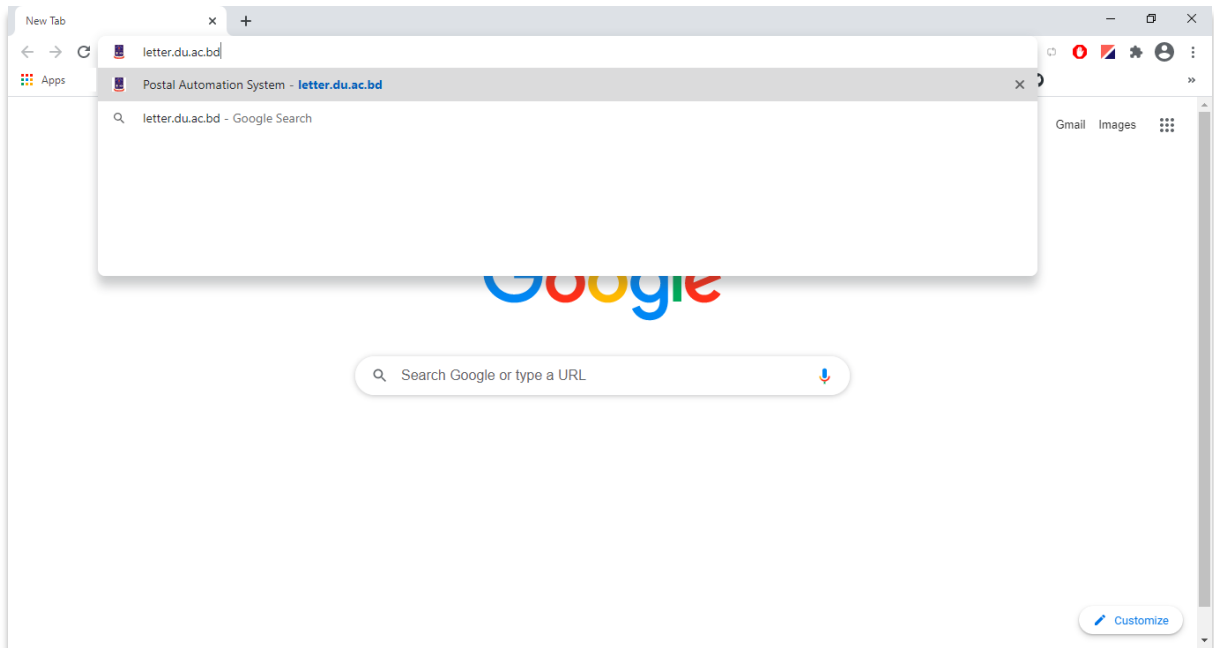 New Tab
letter.du.ac.bd
Apps
Postal Automation System - letter.du.ac.bd
letter.du.ac.bd - Google Search
Gmail Images
Google
Search Google or type a URL
Customize